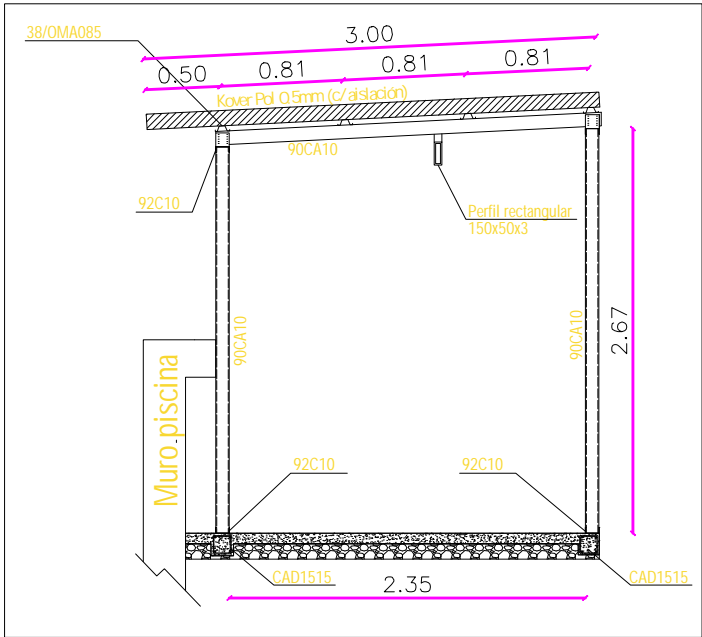 38/OMA085
3.00
0.50
0.81
0.81
0.81
Kover Pol 0.5mm (c/aislación)
90CA10
92C10
Perfil rectangular
150x50x3
90CA10
90CA10
2.67
Muro piscina
92C10
92C10
CAD1515
CAD1515
2.35